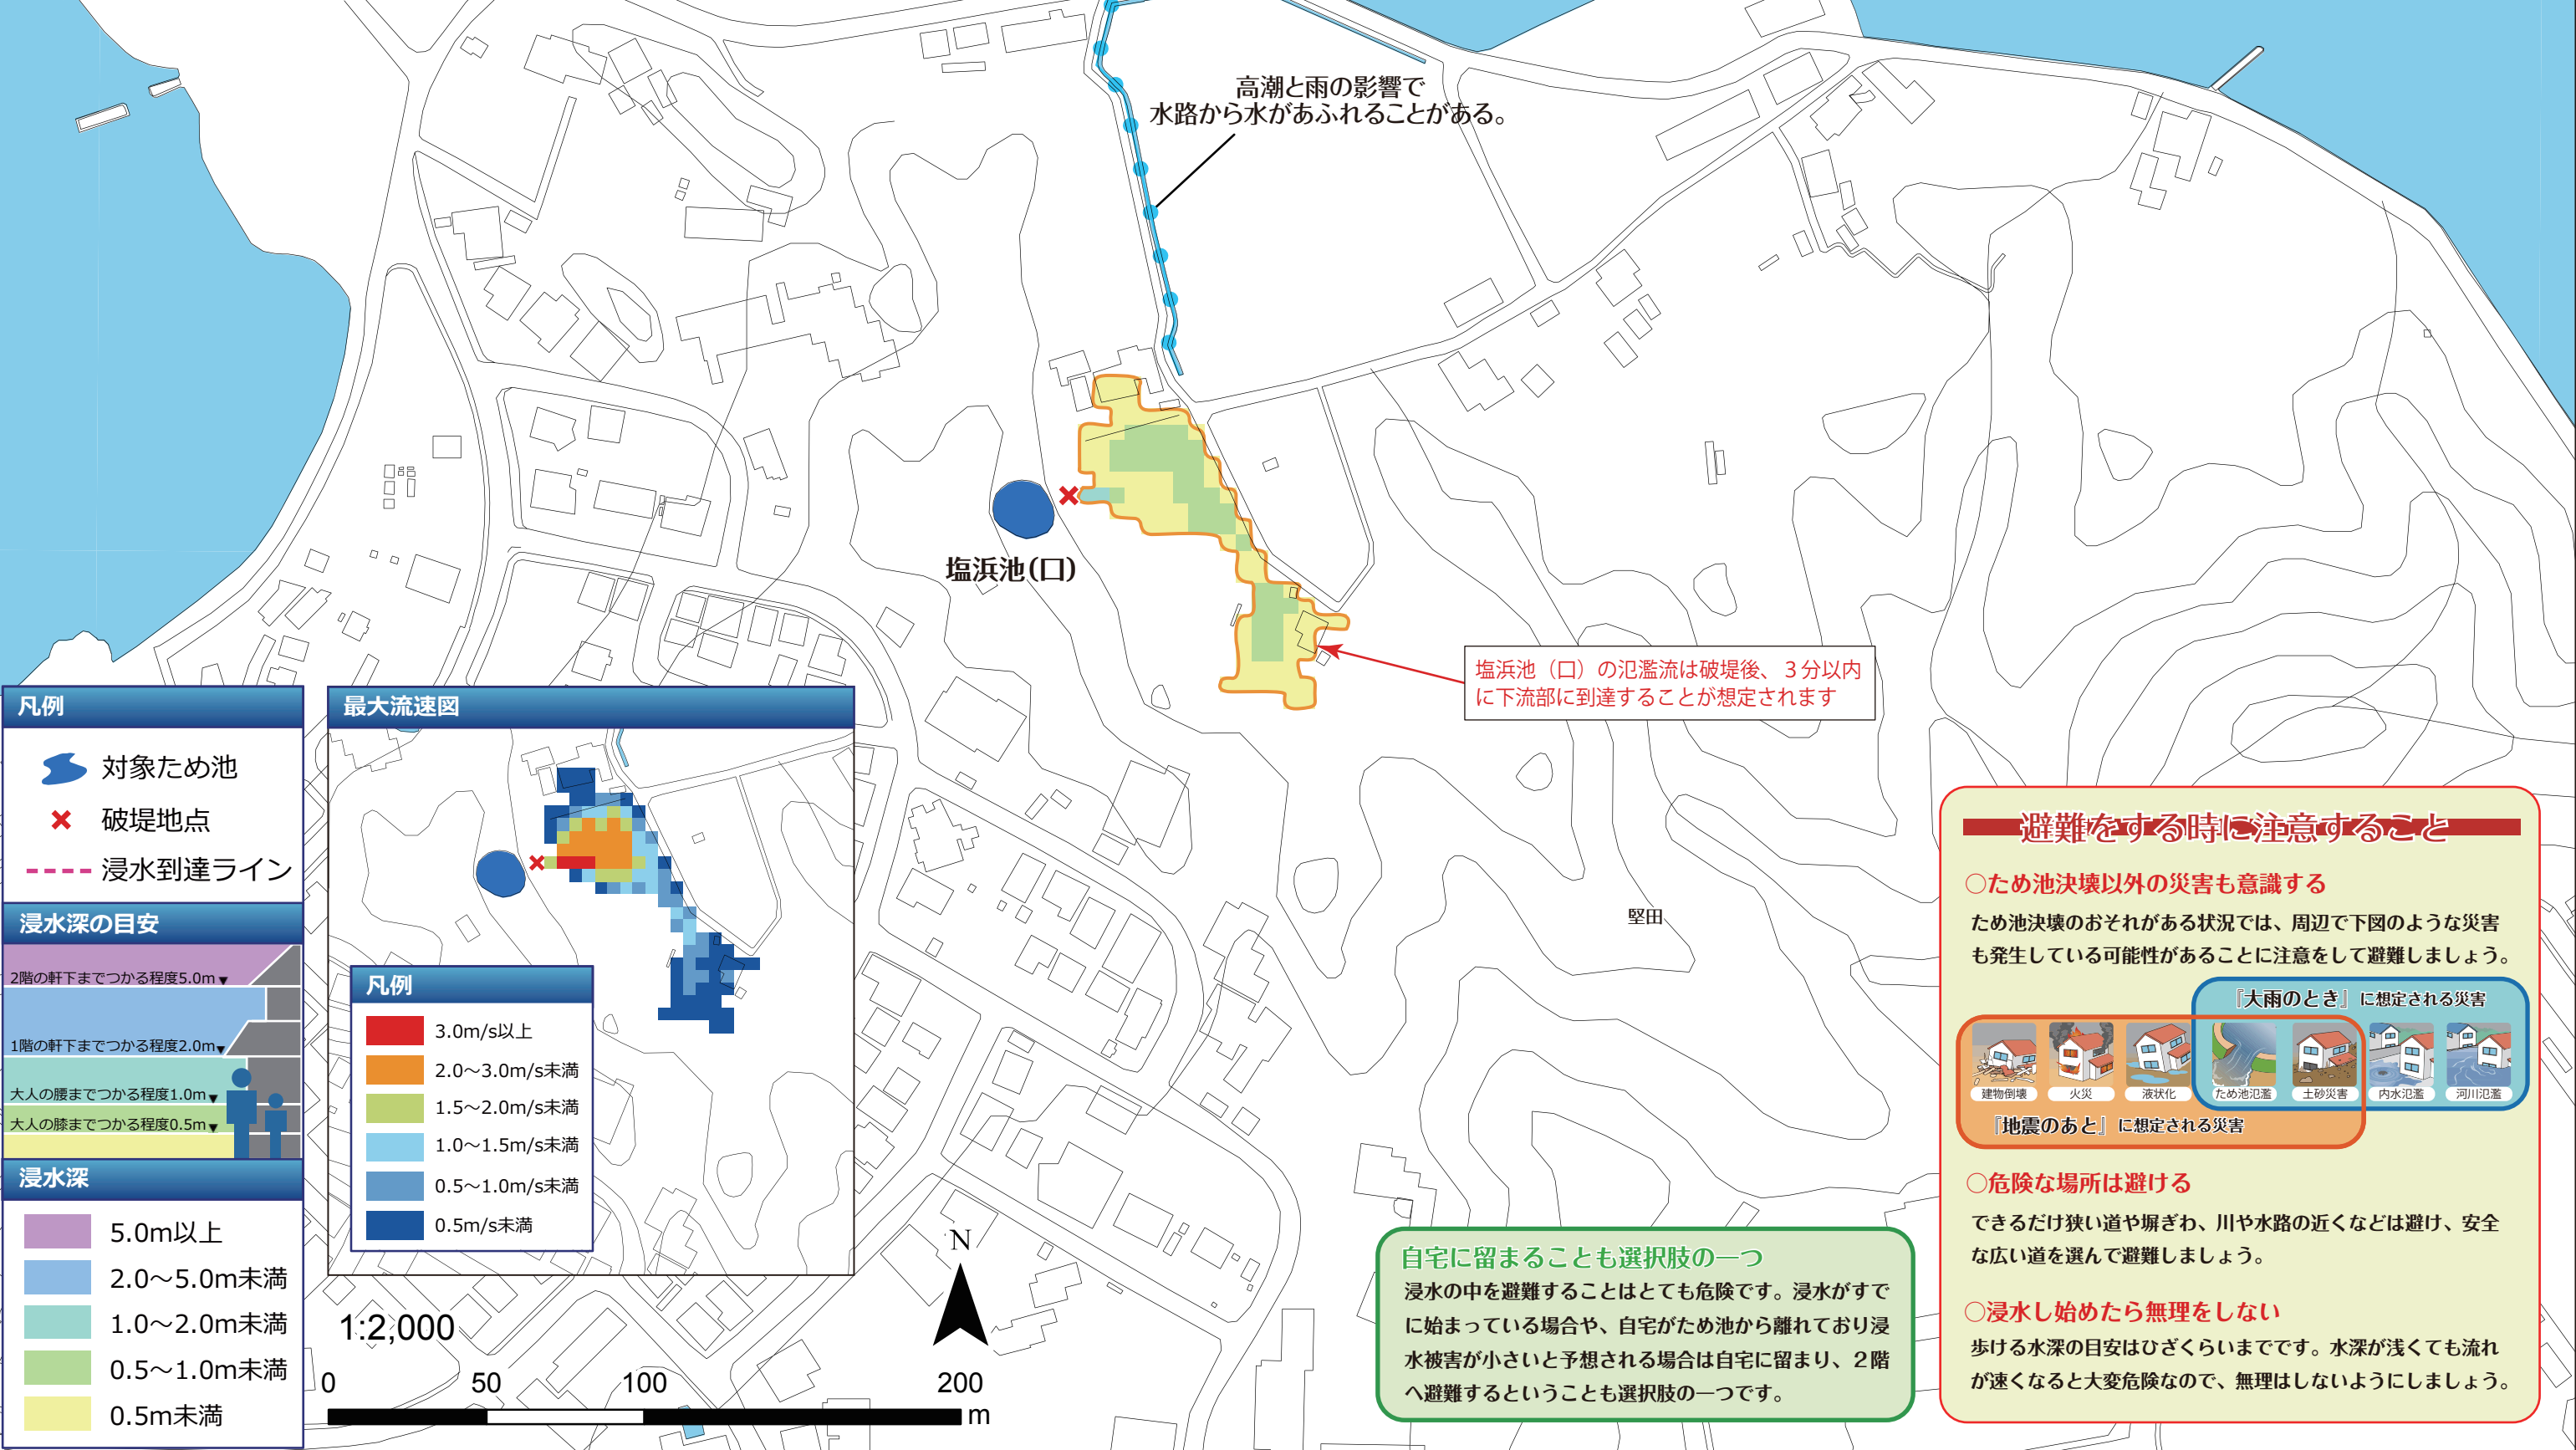 高潮と雨の影響で
水路から水があふれることがある。
塩浜池(口)
塩浜池（口）の氾濫流は破堤後、３分以内
に下流部に到達することが想定されます
堅田
凡例
対象ため池
破堤地点
浸水到達ライン
浸水深の目安
2階の軒下までつかる程度5.0m▼
1階の軒下までつかる程度2.0m▼
大人の腰までつかる程度1.0m▼
大人の膝までつかる程度0.5m▼
浸水深
5.0m以上
2.0～5.0m未満
1.0～2.0m未満
0.5～1.0m未満
0.5m未満
最大流速図
凡例
3.0m/s以上
2.0～3.0m/s未満
1.5～2.0m/s未満
1.0～1.5m/s未満
0.5～1.0m/s未満
0.5m/s未満
1:2,000
N
0 50 100 200
m
自宅に留まることも選択肢の一つ
浸水の中を避難することはとても危険です。浸水がすで
に始まっている場合や、自宅がため池から離れており浸
水被害が小さいと予想される場合は自宅に留まり、２階
へ避難するということも選択肢の一つです。
避難をする時に注意すること
○ため池決壊以外の災害も意識する
ため池決壊のおそれがある状況では、周辺で下図のような災害
も発生している可能性があることに注意をして避難しましょう。
『大雨のとき』に想定される災害
建物倒壊 火災 液状化 ため池氾濫 土砂災害 内水氾濫 河川氾濫
『地震のあと』に想定される災害
○危険な場所は避ける
できるだけ狭い道や塀ぎわ、川や水路の近くなどは避け、安全
な広い道を選んで避難しましょう。
○浸水し始めたら無理をしない
歩ける水深の目安はひざくらいまでです。水深が浅くても流れ
が速くなると大変危険なので、無理はしないようにしましょう。